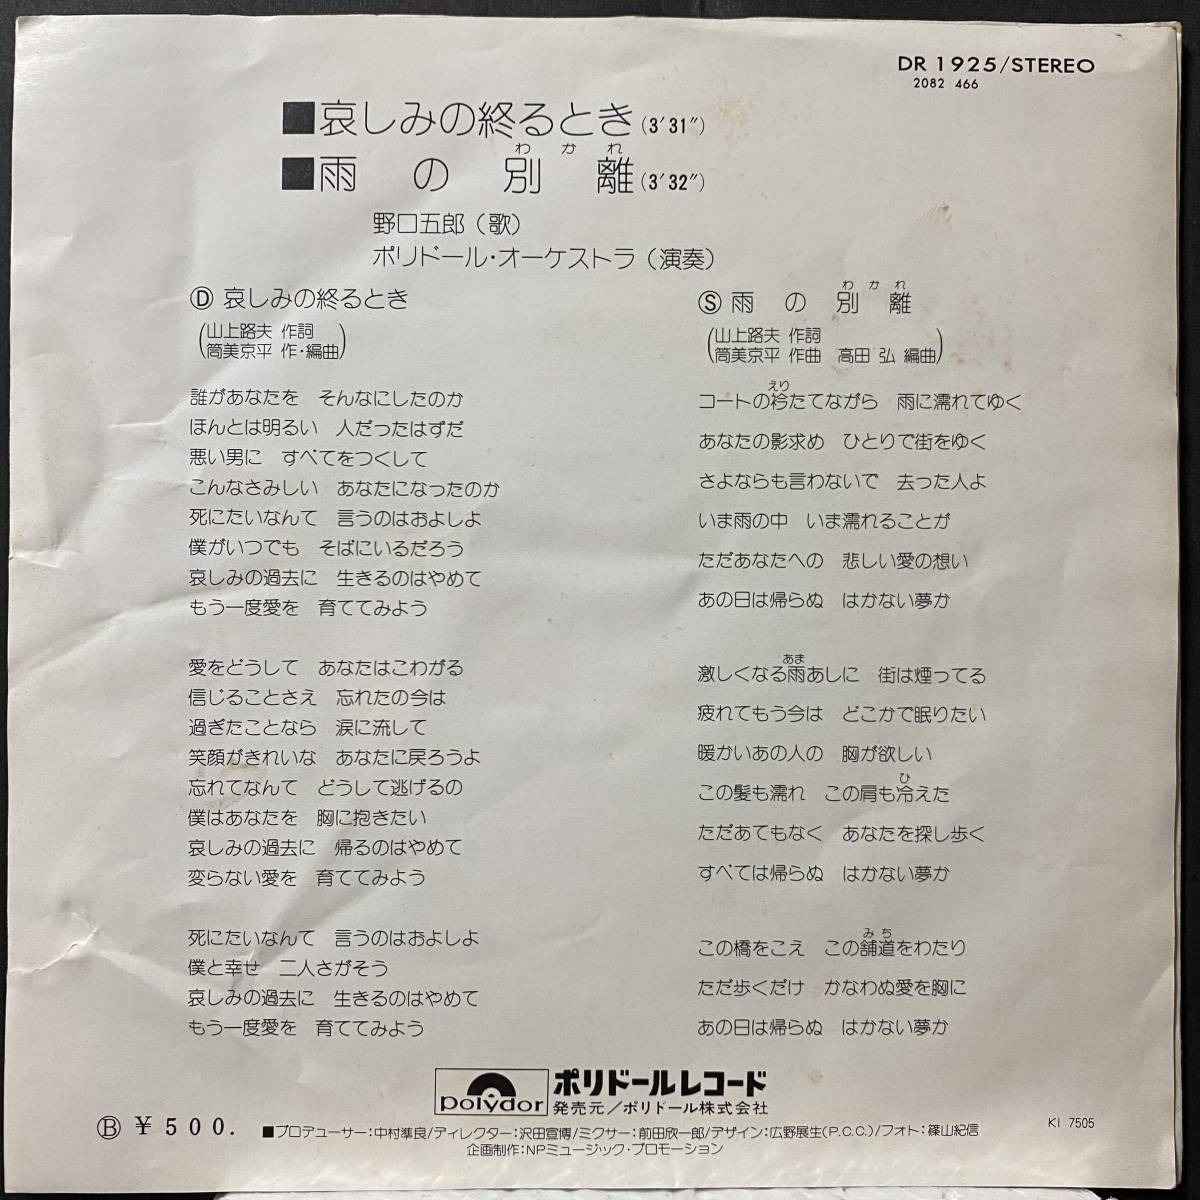 DR 1925/STEREO
2082 466
■哀しみの終るとき(3'31")
わかれ
■雨の別離(3'32")
野口五郎(歌)
ポリドール・オーケストラ(演奏)
Ⓓ 哀しみの終るとき
(山上路夫 作詞
筒美京平 作・編曲)
誰があなたを そんなにしたのか
ほんとは明るい 人だったはずだ
悪い男に すべてをつくして
こんなさみしい あなたになったのか
死にたいなんて 言うのはおよしよ
僕がいつでも そばにいるだろう
哀しみの過去に 生きるのはやめて
もう一度愛を 育ててみよう
愛をどうして あなたはこわがる
信じることさえ 忘れたの今は
過ぎたことなら 涙に流して
笑顔がきれいな あなたに戻ろうよ
忘れてなんて どうして逃げるの
僕はあなたを 胸に抱きたい
哀しみの過去に 帰るのはやめて
変らない愛を 育ててみよう
死にたいなんて 言うのはおよしよ
僕と幸せ 二人さがそう
哀しみの過去に 生きるのはやめて
もう一度愛を 育ててみよう
わかれ
Ⓢ 雨の別離
(山上路夫 作詞
筒美京平 作曲 高田 弘 編曲)
えり
コートの衿たてながら 雨に濡れてゆく
あなたの影求め ひとりで街をゆく
さよならも言わないで 去った人よ
いま雨の中 いま濡れることが
ただあなたへの 悲しい愛の想い
あの日は帰らぬ はかない夢か
あま
激しくなる雨あしに 街は煙ってる
疲れてもう今は どこかで眠りたい
暖かいあの人の 胸が欲しい
ひ
この髪も濡れ この肩も冷えた
ただあてもなく あなたを探し歩く
すべては帰らぬ はかない夢か
みち
この橋をこえ この舗道をわたり
ただ歩くだけ かなわぬ愛を胸に
あの日は帰らぬ はかない夢か
polydor
ポリドールレコード
発売元/ポリドール株式会社
Ⓑ ¥500.
■プロデューサー:中村準良/ディレクター:沢田宣博/ミクサー:前田欣一郎/デザイン:広野展生(P.C.C.)/フォト:篠山紀信
企画制作:NPミュージック・プロモーション
KI 7505